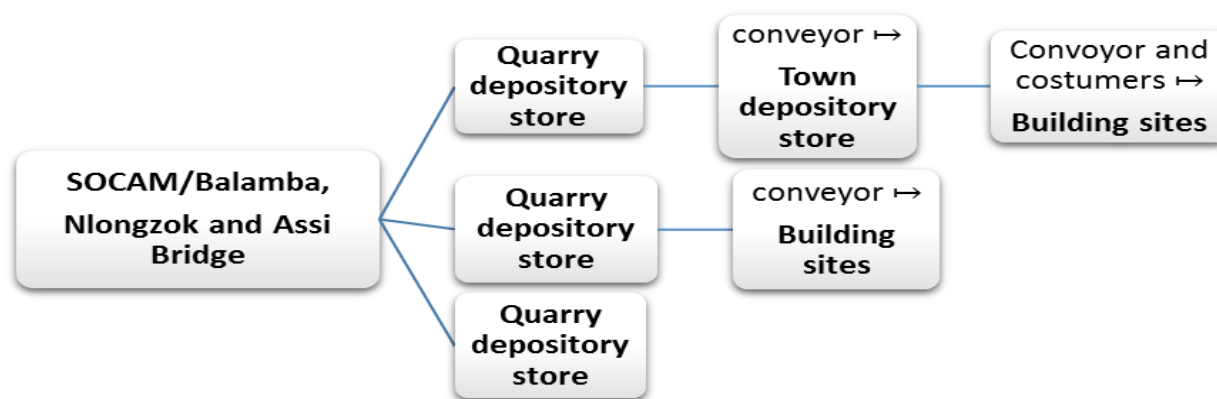 SOCAM/Balamba,
Nlongzok and Assi
Bridge
Quarry
depository
store
conveyor ↦
Town
depository
store
Convoyor and
costumers ↦
Building sites
Quarry
depository
store
conveyor ↦
Building
sites
Quarry
depository
store